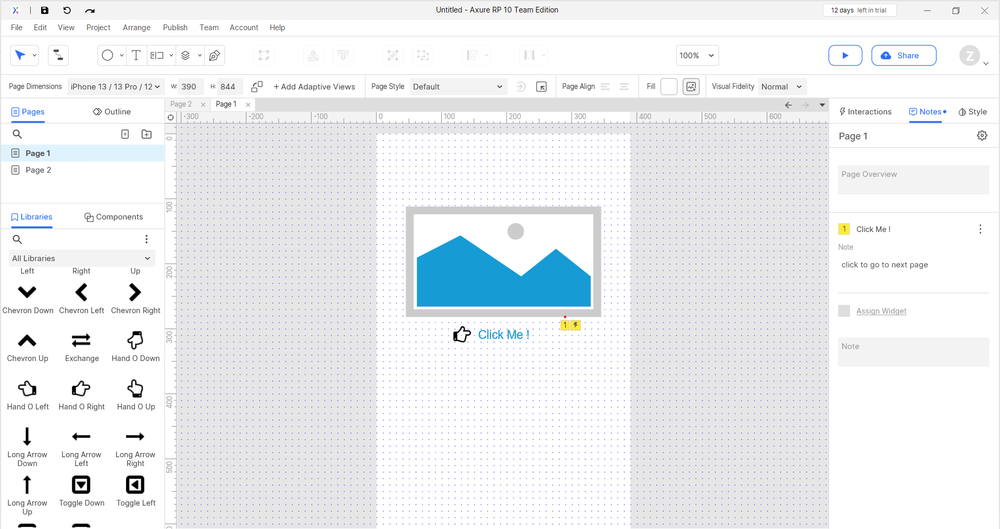 Untitled - Axure RP 10 Team Edition
12 days left in trial
File Edit View Project Arrange Publish Team Account Help
100%
Share
Z
Page Dimensions iPhone 13 / 13 Pro / 12 W: 390 H: 844 + Add Adaptive Views Page Style Default Page Align Fill Visual Fidelity Normal
Pages Outline
Page 2 Page 1
Interactions Notes Style
-300 -200 -100 0 100 200 300 400 500 600
Page 1
Page 1
Page 2
0
100
200
300
400
500
Page Overview
Libraries Components
All Libraries
Left Right Up
Chevron Down Chevron Left Chevron Right
Chevron Up Exchange Hand O Down
Hand O Left Hand O Right Hand O Up
Long Arrow Down Long Arrow Left Long Arrow Right
Long Arrow Up Toggle Down Toggle Left
1
Click Me !
1 Click Me !
Note
click to go to next page
Assign Widget
Note